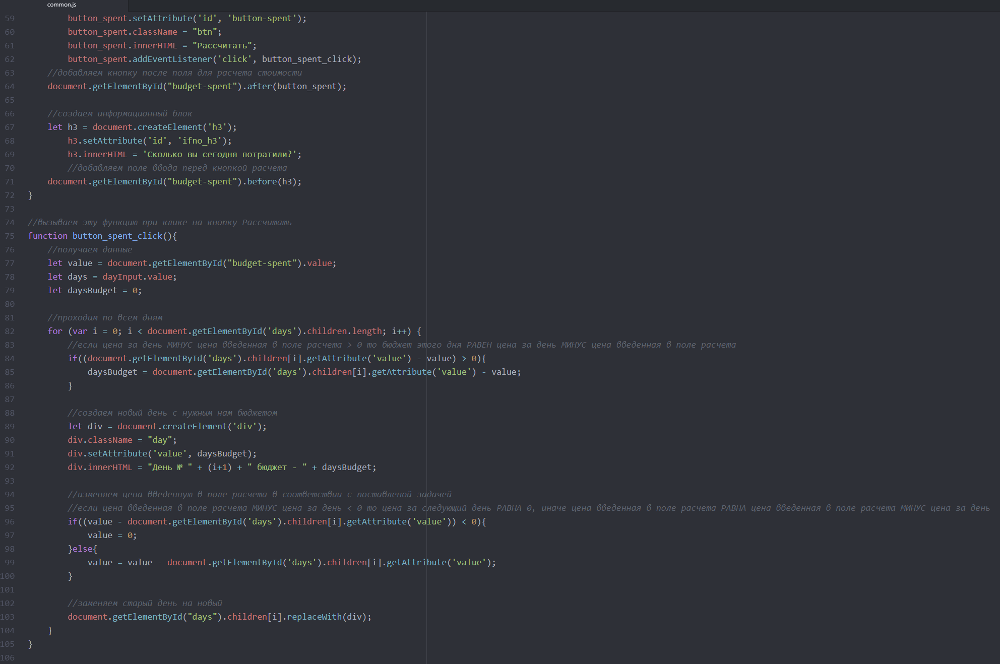 common.js
59 button_spent.setAttribute('id', 'button-spent');
60 button_spent.className = "btn";
61 button_spent.innerHTML = "Рассчитать";
62 button_spent.addEventListener('click', button_spent_click);
63 //добавляем кнопку после поля для расчета стоимости
64 document.getElementById("budget-spent").after(button_spent);
65
66 //создаем информационный блок
67 let h3 = document.createElement('h3');
68 h3.setAttribute('id', 'ifno_h3');
69 h3.innerHTML = 'Сколько вы сегодня потратили?';
70 //добавляем поле ввода перед кнопкой расчета
71 document.getElementById("budget-spent").before(h3);
72 }
73
74 //вызываем эту функцию при клике на кнопку Рассчитать
75 function button_spent_click(){
76 //получаем данные
77 let value = document.getElementById("budget-spent").value;
78 let days = dayInput.value;
79 let daysBudget = 0;
80
81 //проходим по всем дням
82 for (var i = 0; i < document.getElementById('days').children.length; i++) {
83 //если цена за день МИНУС цена введенная в поле расчета > 0 то бюджет этого дня РАВЕН цена за день МИНУС цена введенная в поле расчета
84 if((document.getElementById('days').children[i].getAttribute('value') - value) > 0){
85 daysBudget = document.getElementById('days').children[i].getAttribute('value') - value;
86 }
87
88 //создаем новый день с нужным нам бюджетом
89 let div = document.createElement('div');
90 div.className = "day";
91 div.setAttribute('value', daysBudget);
92 div.innerHTML = "День № " + (i+1) + " бюджет - " + daysBudget;
93
94 //изменяем цена введенную в поле расчета в соответствии с поставленой задачей
95 //если цена введенная в поле расчета МИНУС цена за день < 0 то цена за следующий день РАВНА 0, иначе цена введенная в поле расчета РАВНА цена введенная в поле расчета МИНУС цена за день
96 if((value - document.getElementById('days').children[i].getAttribute('value')) < 0){
97 value = 0;
98 }else{
99 value = value - document.getElementById('days').children[i].getAttribute('value');
100 }
101
102 //заменяем старый день на новый
103 document.getElementById("days").children[i].replaceWith(div);
104 }
105 }
106